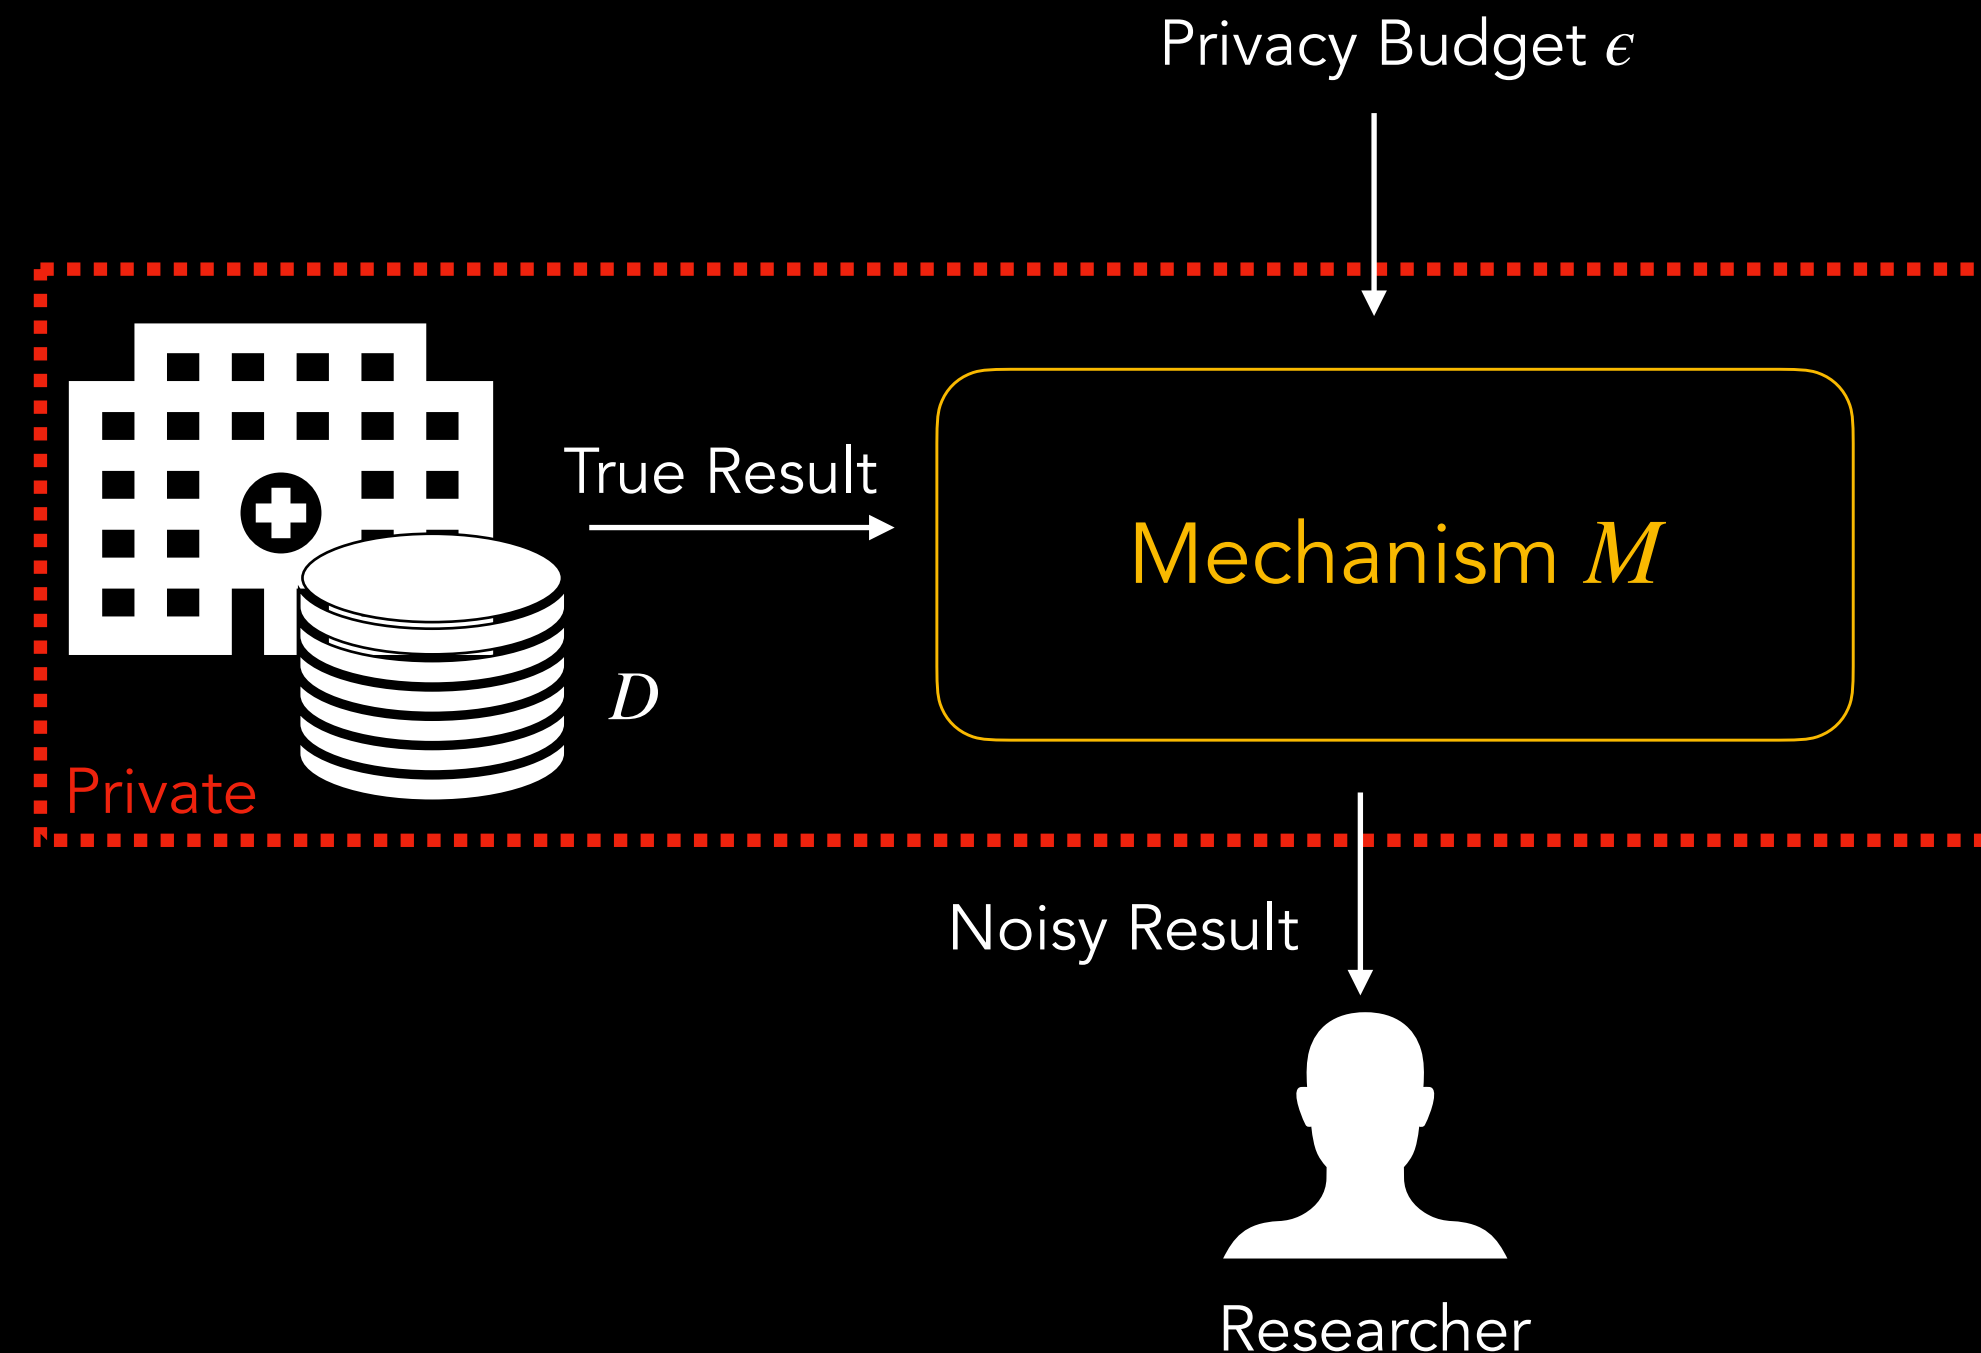 Privacy Budget ϵ
True Result
Mechanism M
D
Private
Noisy Result
Researcher